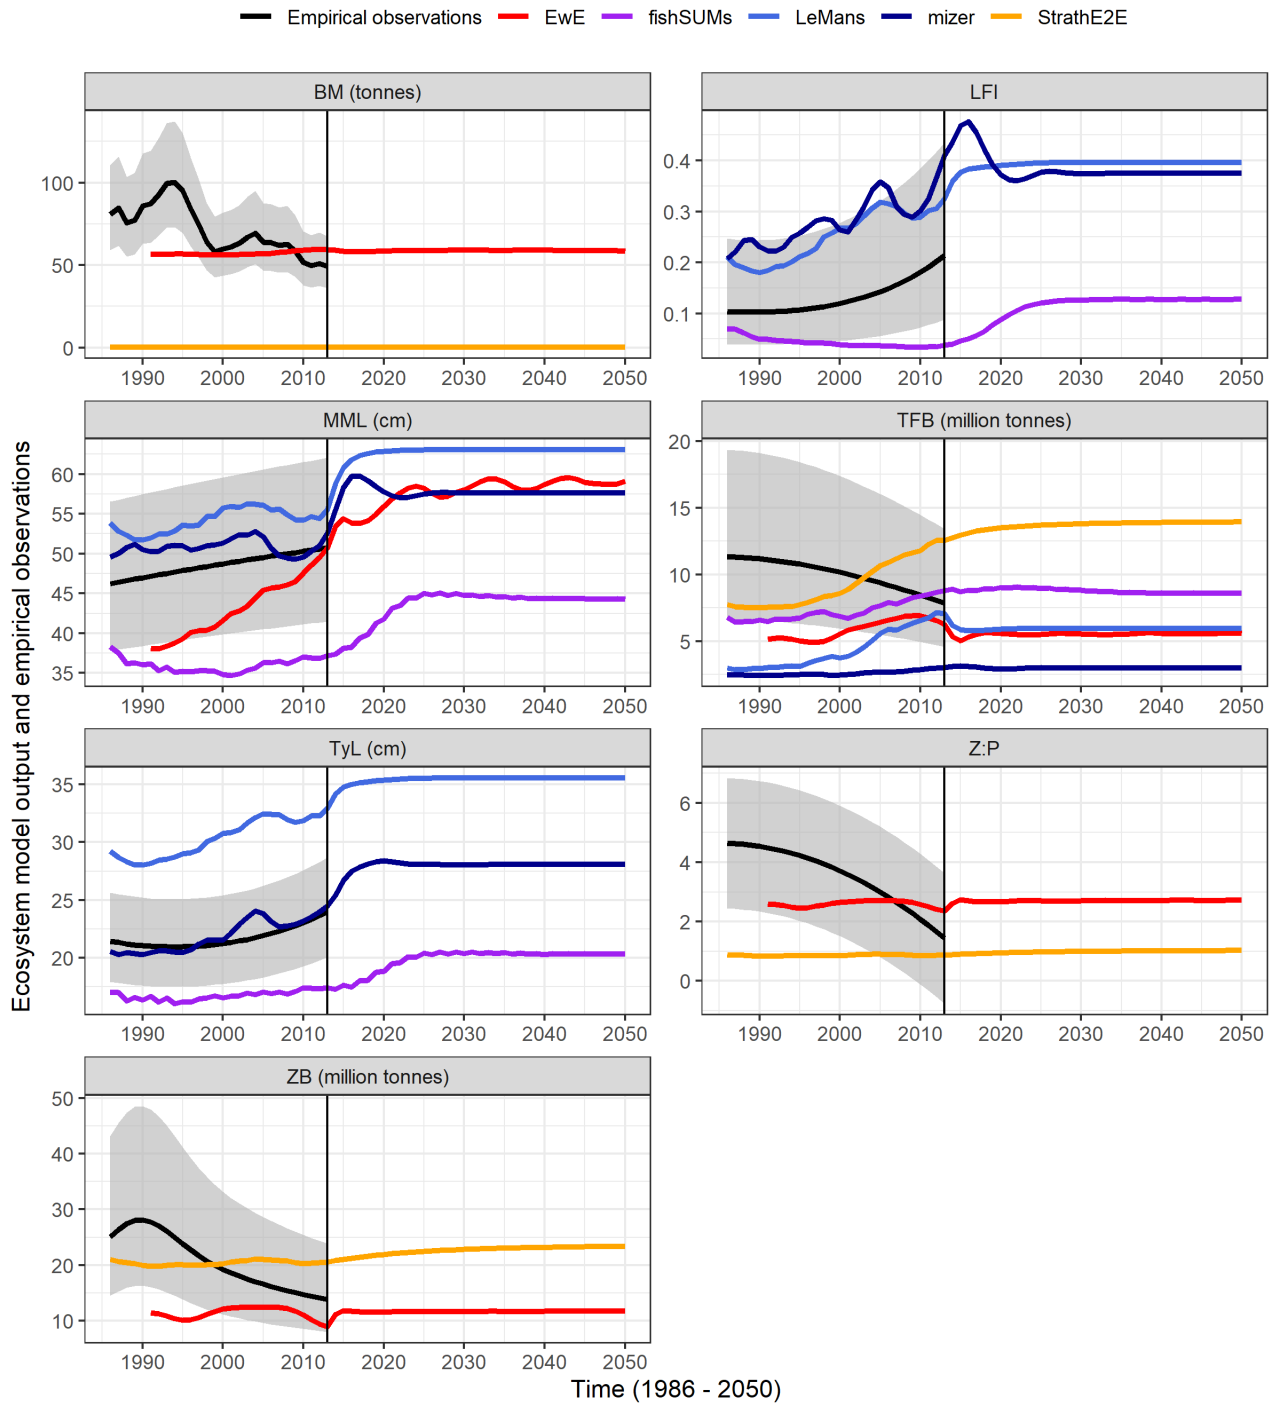 Empirical observations EwE fishSUMs LeMans mizer StrathE2E
BM (tonnes)
100
50
0
1990 2000 2010 2020 2030 2040 2050
LFI
0.4
0.3
0.2
0.1
1990 2000 2010 2020 2030 2040 2050
MML (cm)
60
55
50
45
40
35
1990 2000 2010 2020 2030 2040 2050
TFB (million tonnes)
20
15
10
5
1990 2000 2010 2020 2030 2040 2050
TyL (cm)
35
30
25
20
1990 2000 2010 2020 2030 2040 2050
Z:P
6
4
2
0
1990 2000 2010 2020 2030 2040 2050
ZB (million tonnes)
50
40
30
20
10
1990 2000 2010 2020 2030 2040 2050
Ecosystem model output and empirical observations
Time (1986 - 2050)